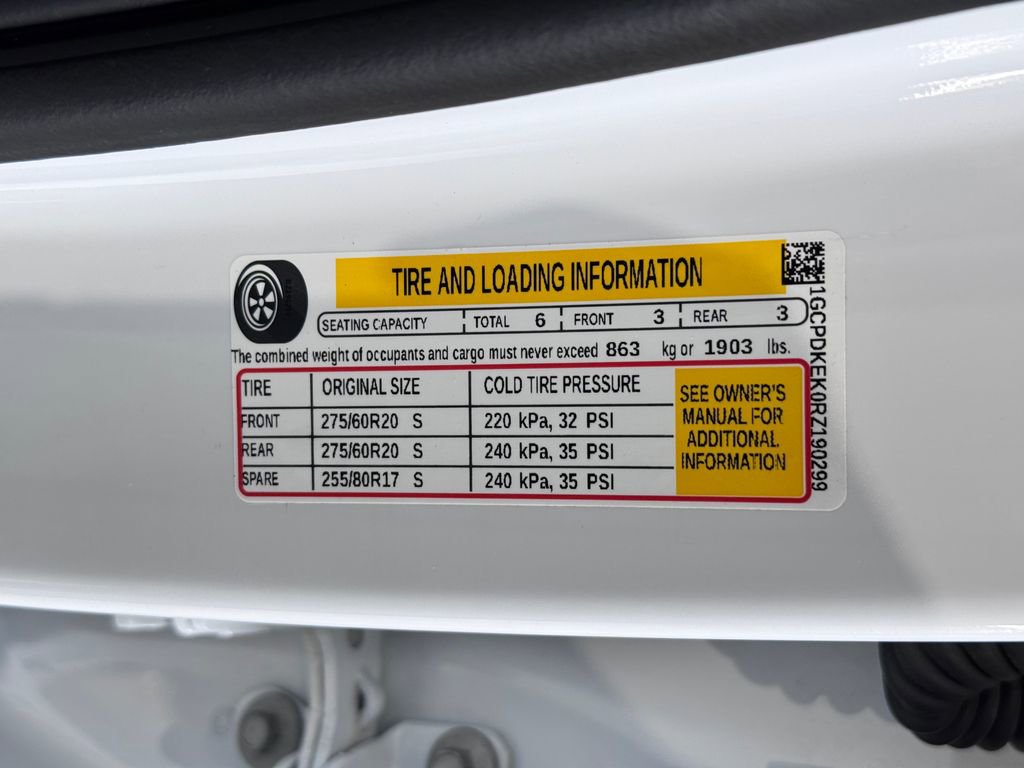 TIRE AND LOADING INFORMATION
SEATING CAPACITY TOTAL 6 FRONT 3 REAR 3
The combined weight of occupants and cargo must never exceed 863 kg or 1903 lbs.
TIRE ORIGINAL SIZE COLD TIRE PRESSURE
FRONT 275/60R20 S 220 kPa, 32 PSI
REAR 275/60R20 S 240 kPa, 35 PSI
SPARE 255/80R17 S 240 kPa, 35 PSI
SEE OWNER'S
MANUAL FOR
ADDITIONAL
INFORMATION
1GCPDKEK0RZ190299